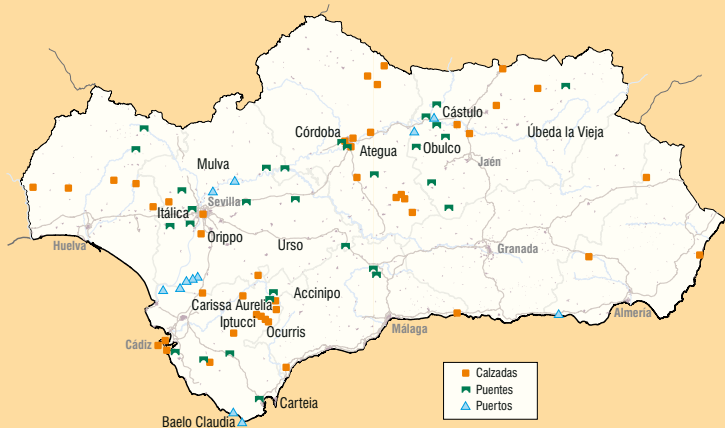 Córdoba
Cástulo
Ategua
Obulco
Úbeda la Vieja
Jaén
Mulva
Sevilla
Itálica
Huelva
Orippo
Urso
Granada
Accinipo
Carissa Aurelia
Iptucci
Ocurris
Málaga
Almería
Cádiz
Carteia
Baelo Claudia
Calzadas
Puentes
Puertos